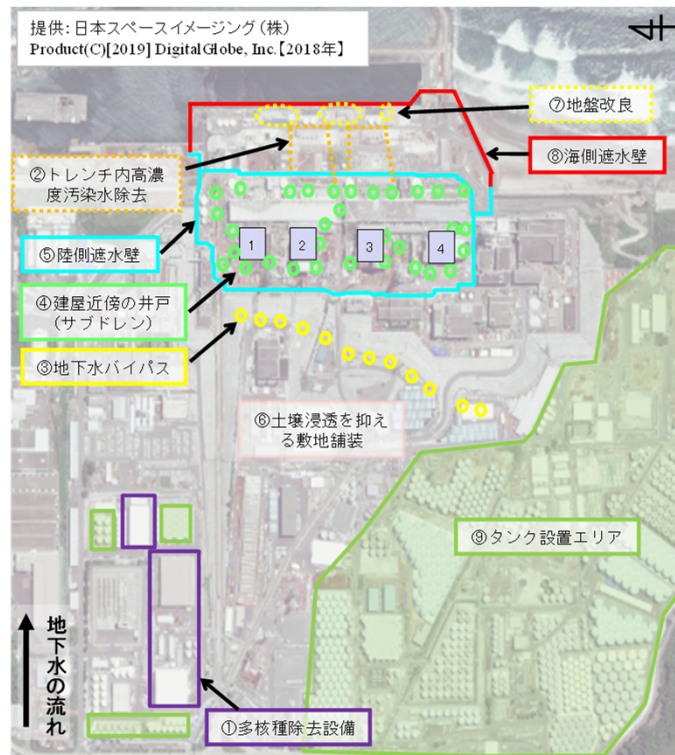 提供：日本スペースイメージング（株）
Product(C)[2019] DigitalGlobe, Inc.【2018年】
⑦地盤改良
②トレンチ内高濃
度汚染水除去
⑧海側遮水壁
⑤陸側遮水壁
1
2
3
4
④建屋近傍の井戸
（サブドレン）
③地下水バイパス
⑥土壌浸透を抑え
る敷地舗装
⑨タンク設置エリア
地下水の流れ
①多核種除去設備